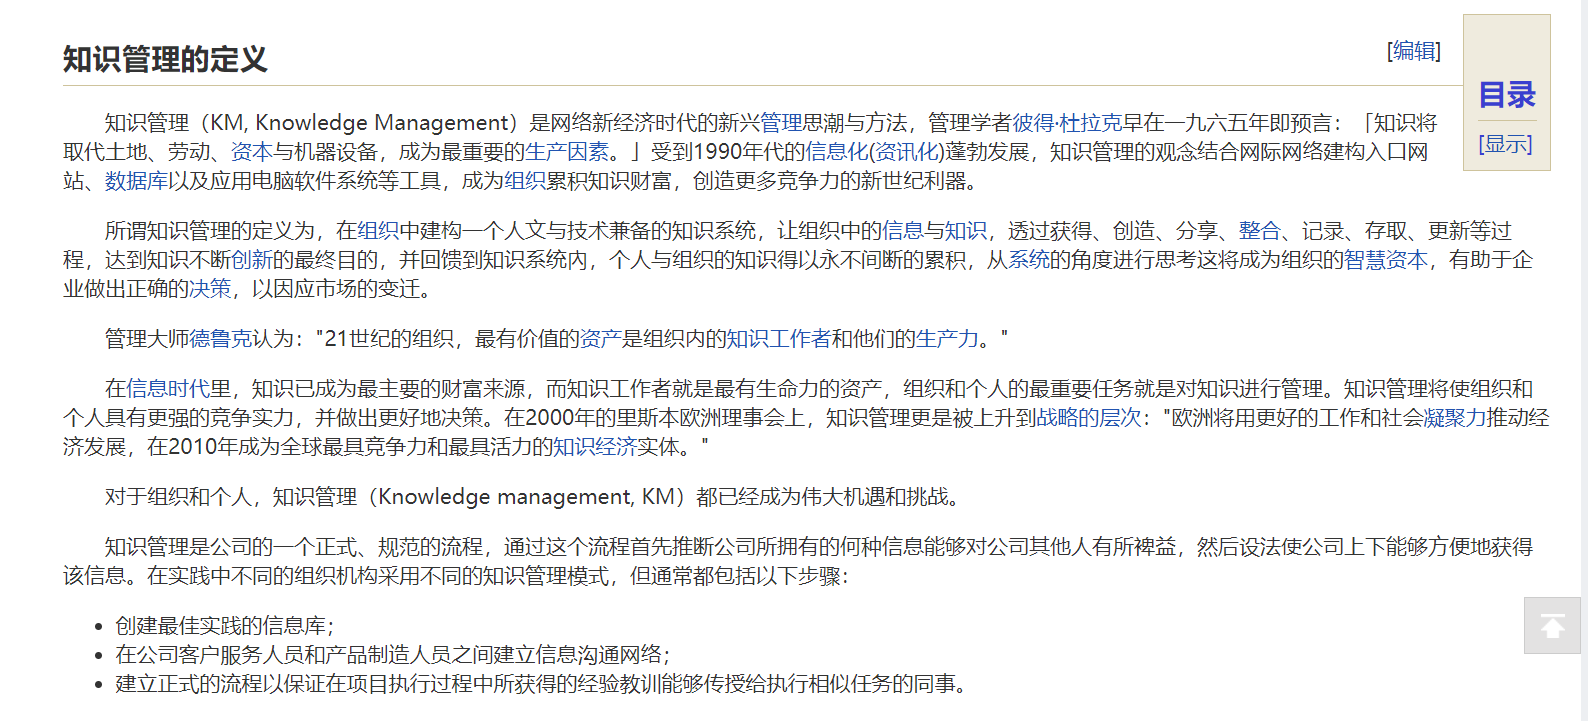 知识管理的定义
[编辑]
目录
[显示]
知识管理（KM, Knowledge Management）是网络新经济时代的新兴管理思潮与方法，管理学者彼得·杜拉克早在一九六五年即预言：「知识将
取代土地、劳动、资本与机器设备，成为最重要的生产因素。」受到1990年代的信息化(资讯化)蓬勃发展，知识管理的观念结合网际网络建构入口网
站、数据库以及应用电脑软件系统等工具，成为组织累积知识财富，创造更多竞争力的新世纪利器。
所谓知识管理的定义为，在组织中建构一个人文与技术兼备的知识系统，让组织中的信息与知识，透过获得、创造、分享、整合、记录、存取、更新等过
程，达到知识不断创新的最终目的，并回馈到知识系统内，个人与组织的知识得以永不间断的累积，从系统的角度进行思考这将成为组织的智慧资本，有助于企
业做出正确的决策，以因应市场的变迁。
管理大师德鲁克认为："21世纪的组织，最有价值的资产是组织内的知识工作者和他们的生产力。"
在信息时代里，知识已成为最主要的财富来源，而知识工作者就是最有生命力的资产，组织和个人的最重要任务就是对知识进行管理。知识管理将使组织和
个人具有更强的竞争实力，并做出更好地决策。在2000年的里斯本欧洲理事会上，知识管理更是被上升到战略的层次："欧洲将用更好的工作和社会凝聚力推动经
济发展，在2010年成为全球最具竞争力和最具活力的知识经济实体。"
对于组织和个人，知识管理（Knowledge management, KM）都已经成为伟大机遇和挑战。
知识管理是公司的一个正式、规范的流程，通过这个流程首先推断公司所拥有的何种信息能够对公司其他人有所裨益，然后设法使公司上下能够方便地获得
该信息。在实践中不同的组织机构采用不同的知识管理模式，但通常都包括以下步骤：
• 创建最佳实践的信息库；
• 在公司客户服务人员和产品制造人员之间建立信息沟通网络；
• 建立正式的流程以保证在项目执行过程中所获得的经验教训能够传授给执行相似任务的同事。